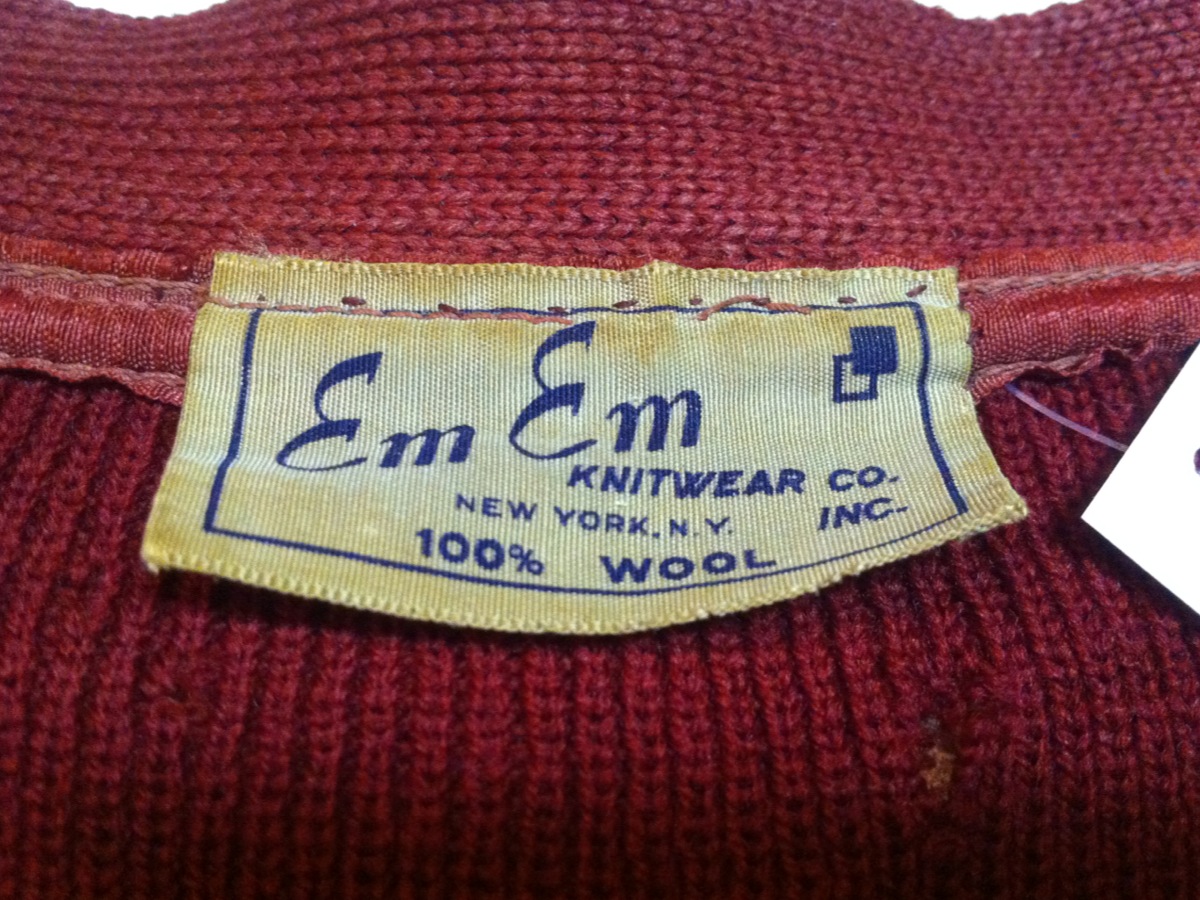 Em Em
KNITWEAR CO.
NEW YORK, N.Y. INC.
100% WOOL